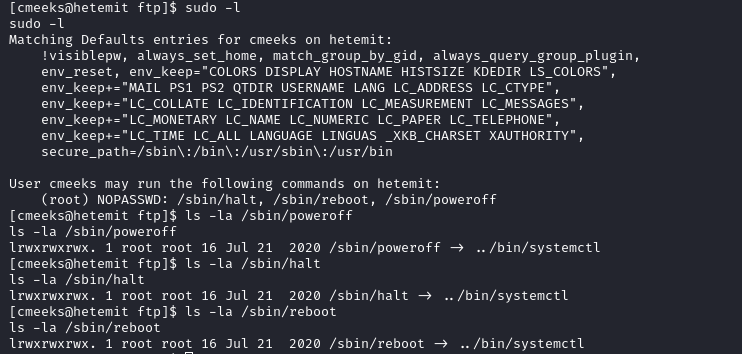 [cmeeks@hetemit ftp]$ sudo -l
sudo -l
Matching Defaults entries for cmeeks on hetemit:
    !visiblepw, always_set_home, match_group_by_gid, always_query_group_plugin,
    env_reset, env_keep="COLORS DISPLAY HOSTNAME HISTSIZE KDEDIR LS_COLORS",
    env_keep+="MAIL PS1 PS2 QTDIR USERNAME LANG LC_ADDRESS LC_CTYPE",
    env_keep+="LC_COLLATE LC_IDENTIFICATION LC_MEASUREMENT LC_MESSAGES",
    env_keep+="LC_MONETARY LC_NAME LC_NUMERIC LC_PAPER LC_TELEPHONE",
    env_keep+="LC_TIME LC_ALL LANGUAGE LINGUAS _XKB_CHARSET XAUTHORITY",
    secure_path=/sbin\:/bin\:/usr/sbin\:/usr/bin

User cmeeks may run the following commands on hetemit:
    (root) NOPASSWD: /sbin/halt, /sbin/reboot, /sbin/poweroff
[cmeeks@hetemit ftp]$ ls -la /sbin/poweroff
ls -la /sbin/poweroff
lrwxrwxrwx. 1 root root 16 Jul 21  2020 /sbin/poweroff -> ../bin/systemctl
[cmeeks@hetemit ftp]$ ls -la /sbin/halt
ls -la /sbin/halt
lrwxrwxrwx. 1 root root 16 Jul 21  2020 /sbin/halt -> ../bin/systemctl
[cmeeks@hetemit ftp]$ ls -la /sbin/reboot
ls -la /sbin/reboot
lrwxrwxrwx. 1 root root 16 Jul 21  2020 /sbin/reboot -> ../bin/systemctl